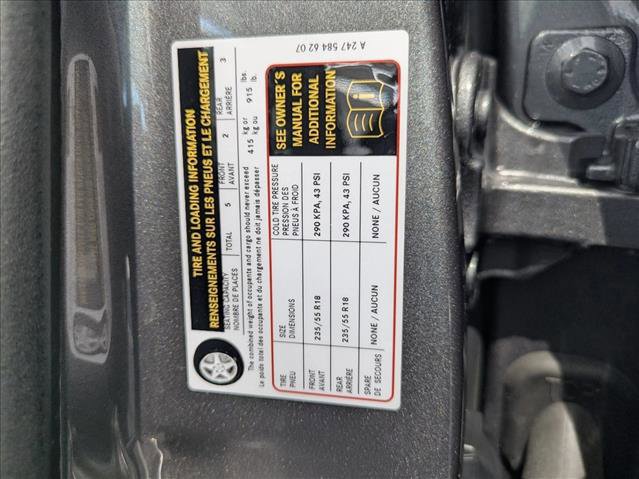 TIRE AND LOADING INFORMATION
RENSEIGNEMENTS SUR LES PNEUS ET LE CHARGEMENT
SEATING CAPACITY TOTAL 5 FRONT 2 REAR 3
NOMBRE DE PLACES AVANT ARRIÈRE
The combined weight of occupants and cargo should never exceed 415 kg or 915 lbs.
Le poids total des occupants et du chargement ne doit jamais dépasser kg ou lb.
TIRE SIZE COLD TIRE PRESSURE
PNEU DIMENSIONS PRESSION DES
PNEUS À FROID
FRONT 235/55 R18 290 KPA, 43 PSI
AVANT
REAR 235/55 R18 290 KPA, 43 PSI
ARRIÈRE
SPARE NONE / AUCUN NONE / AUCUN
DE SECOURS
SEE OWNER'S
MANUAL FOR
ADDITIONAL
INFORMATION
A 247 584 62 07